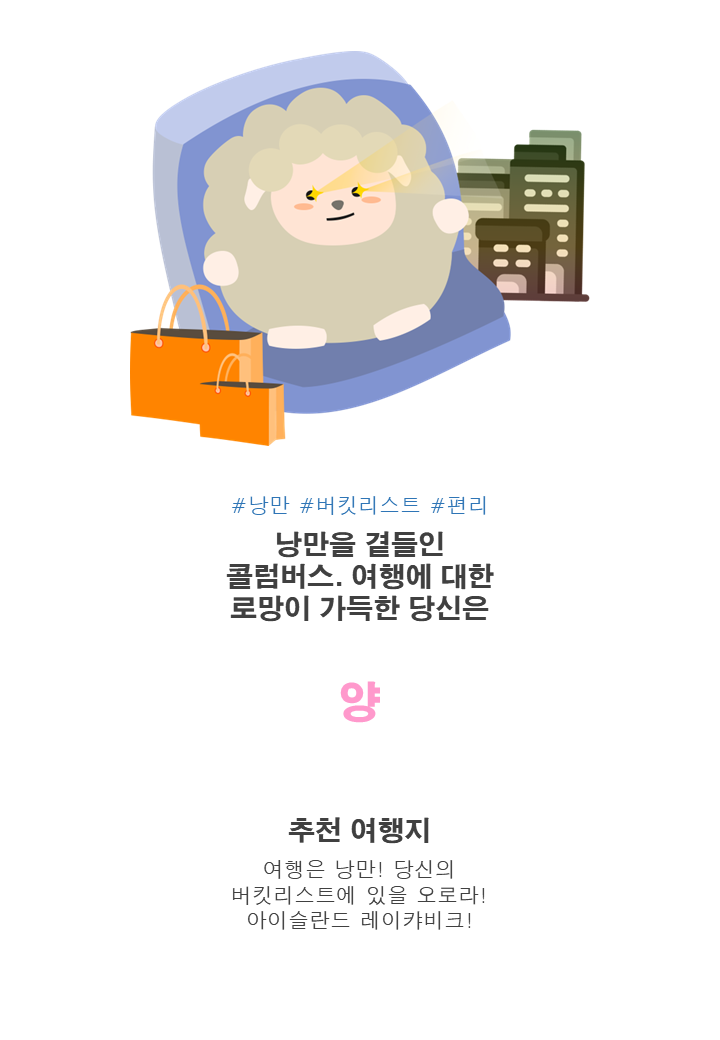 #낭만 #버킷리스트 #편리
낭만을 곁들인
콜럼버스. 여행에 대한
로망이 가득한 당신은
양
추천 여행지
여행은 낭만! 당신의
버킷리스트에 있을 오로라!
아이슬란드 레이캬비크!